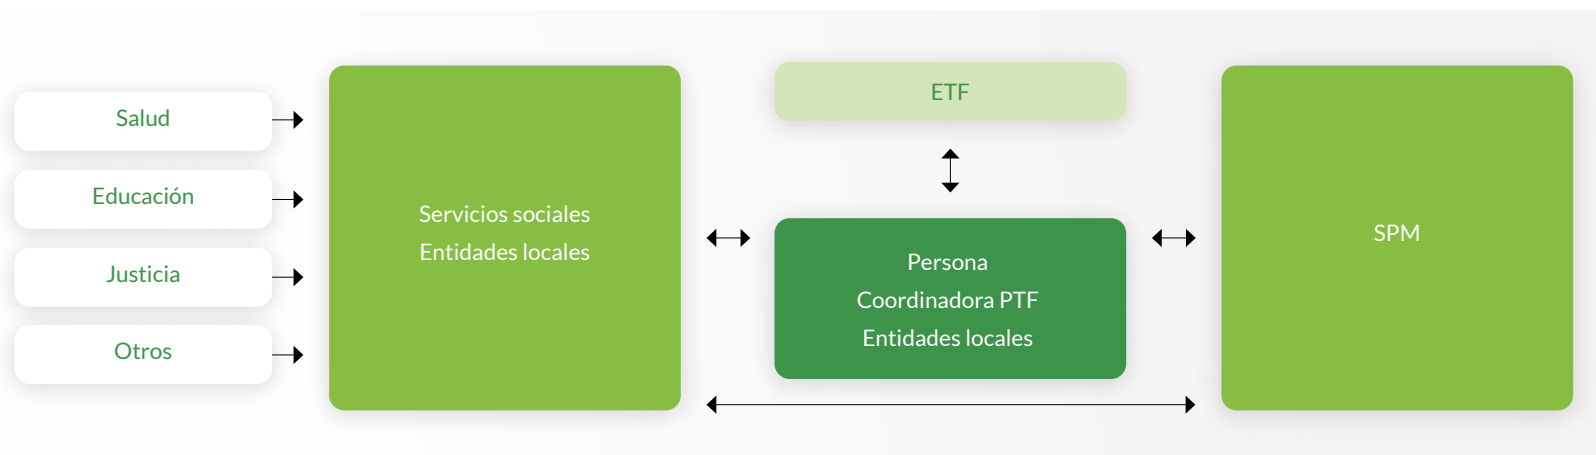 Salud
Educación
Justicia
Otros
Servicios sociales
Entidades locales
ETF
Persona
Coordinadora PTF
Entidades locales
SPM